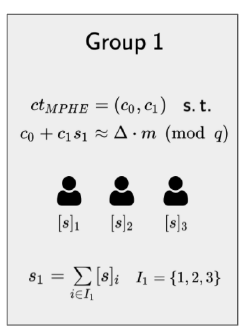 Group 1
ct_{MPHE} = (c_0, c_1) s.t.
c_0 + c_1 s_1 ≈ Δ · m (mod q)
[s]_1 [s]_2 [s]_3
s_1 = ∑_{i∈I_1} [s]_i I_1 = {1, 2, 3}